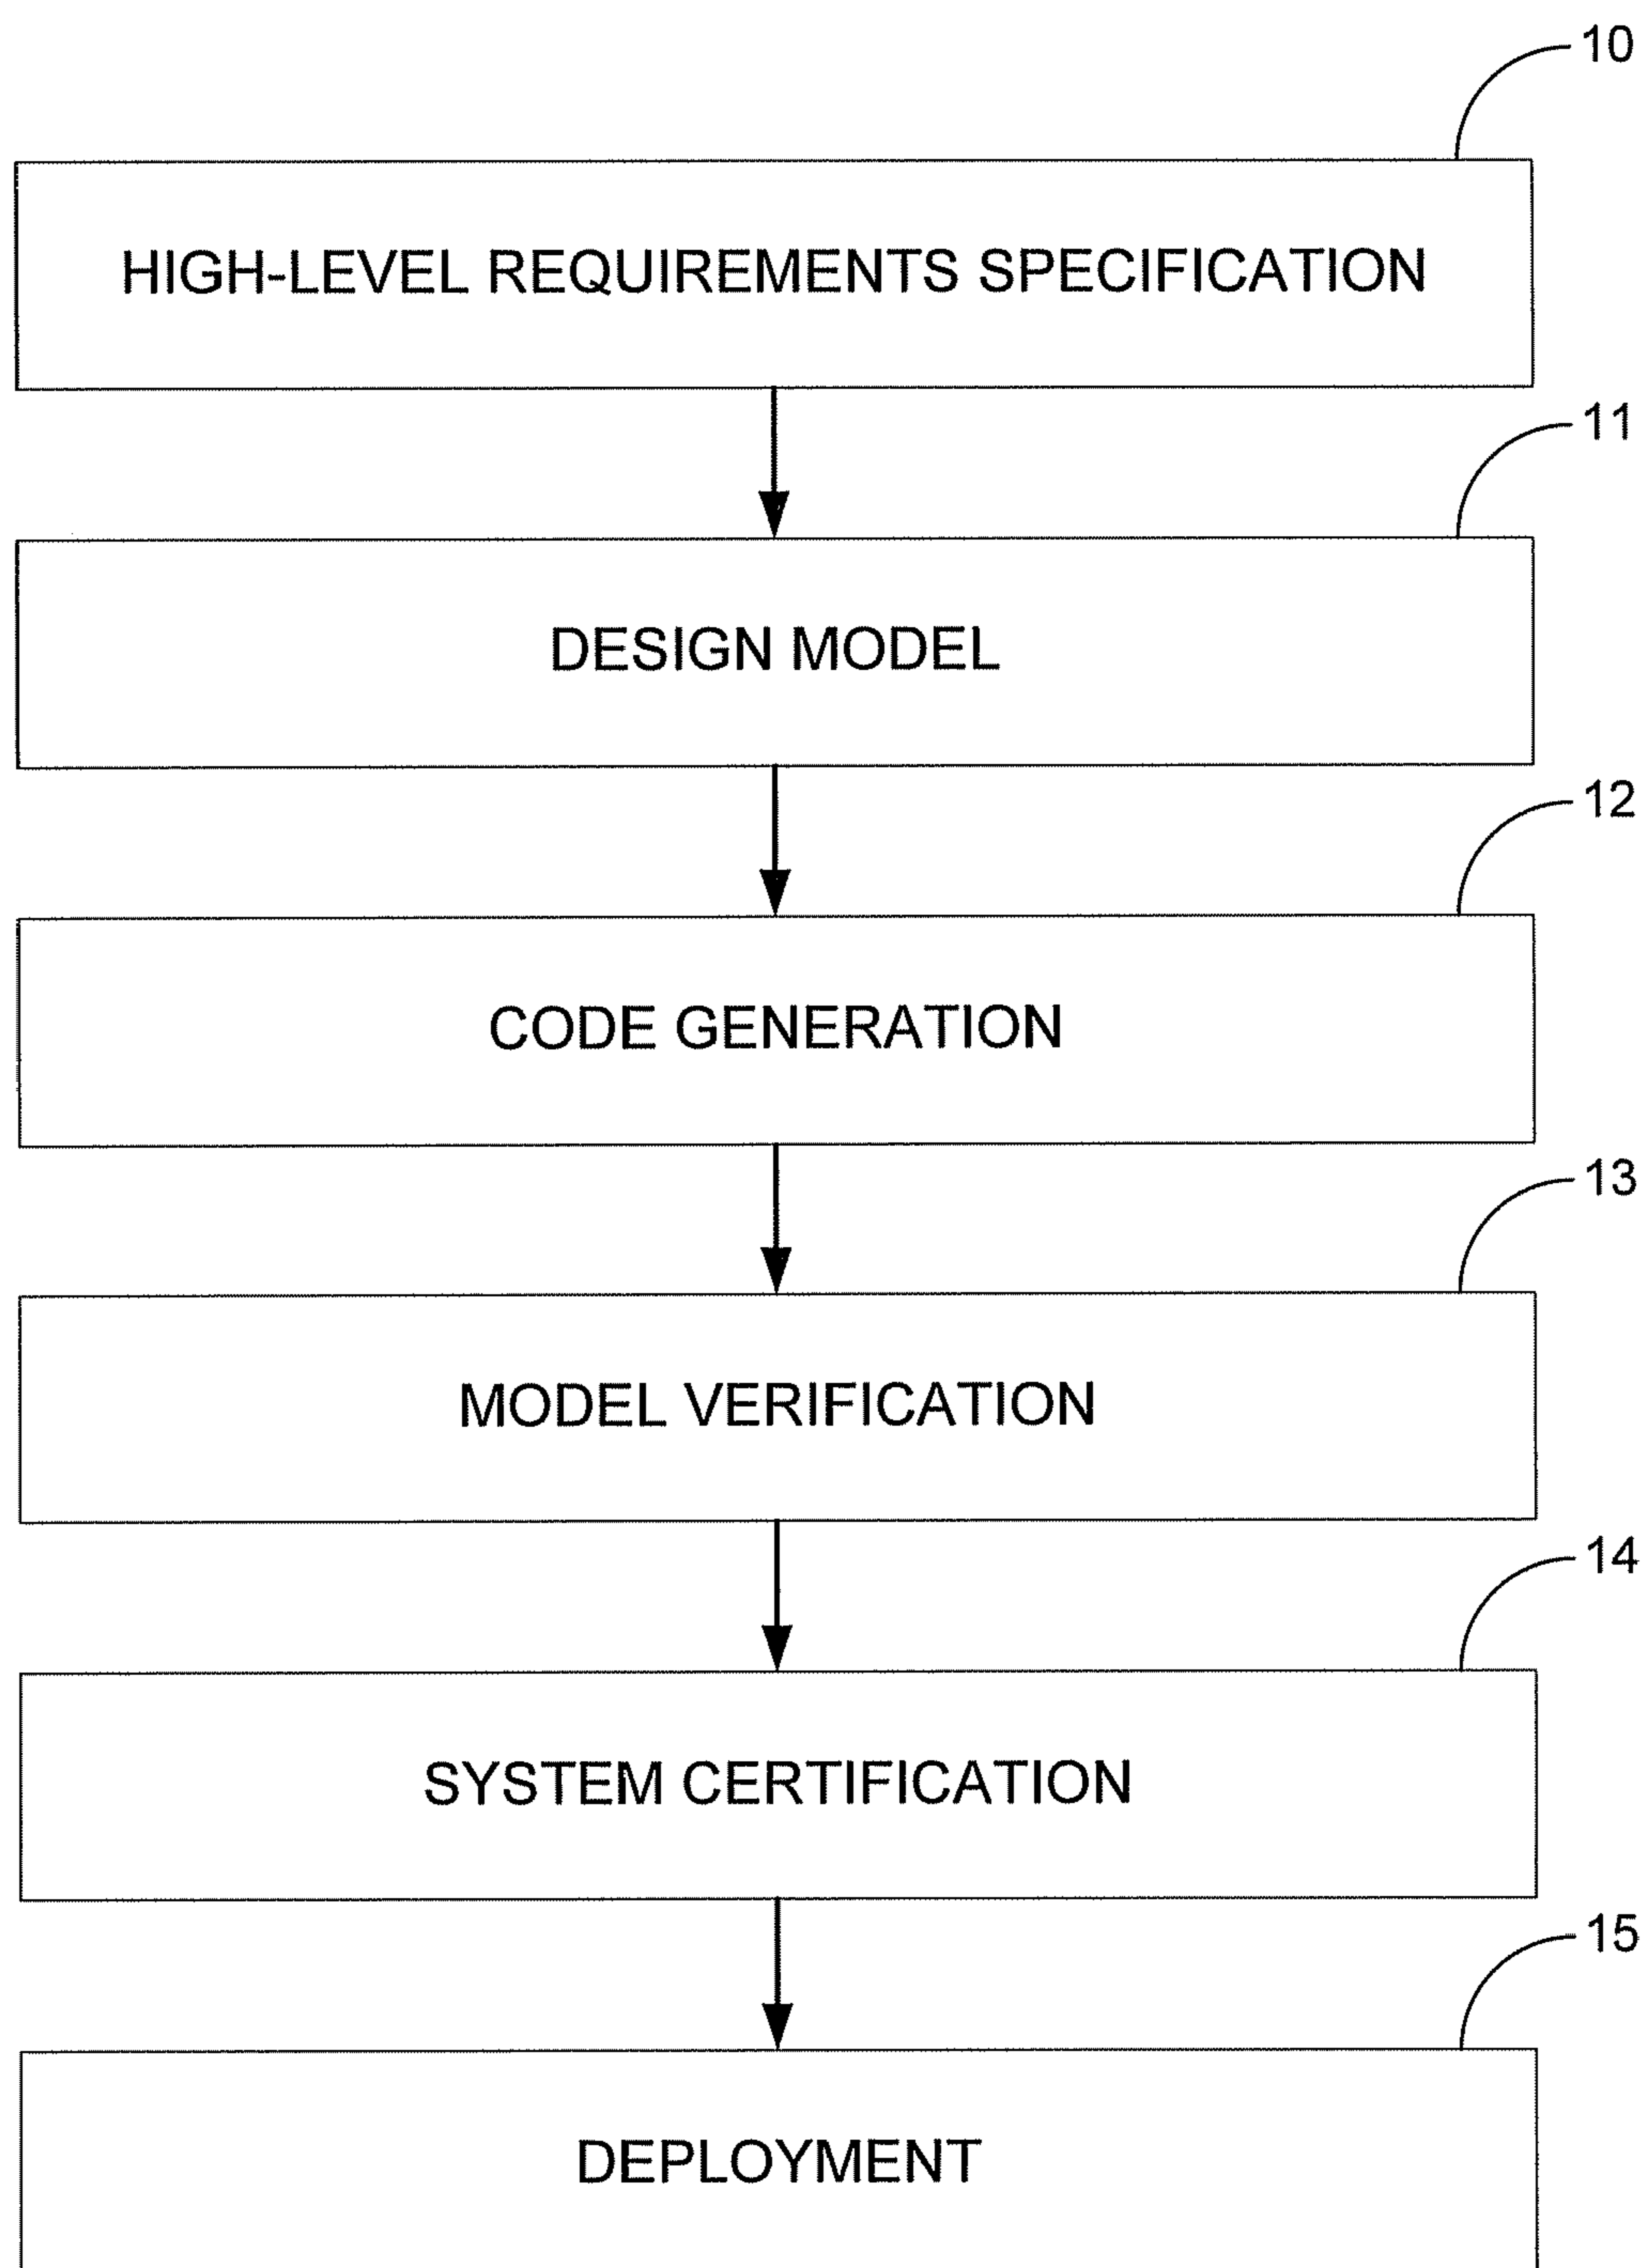 10
HIGH-LEVEL REQUIREMENTS SPECIFICATION
11
DESIGN MODEL
12
CODE GENERATION
13
MODEL VERIFICATION
14
SYSTEM CERTIFICATION
15
DEPLOYMENT